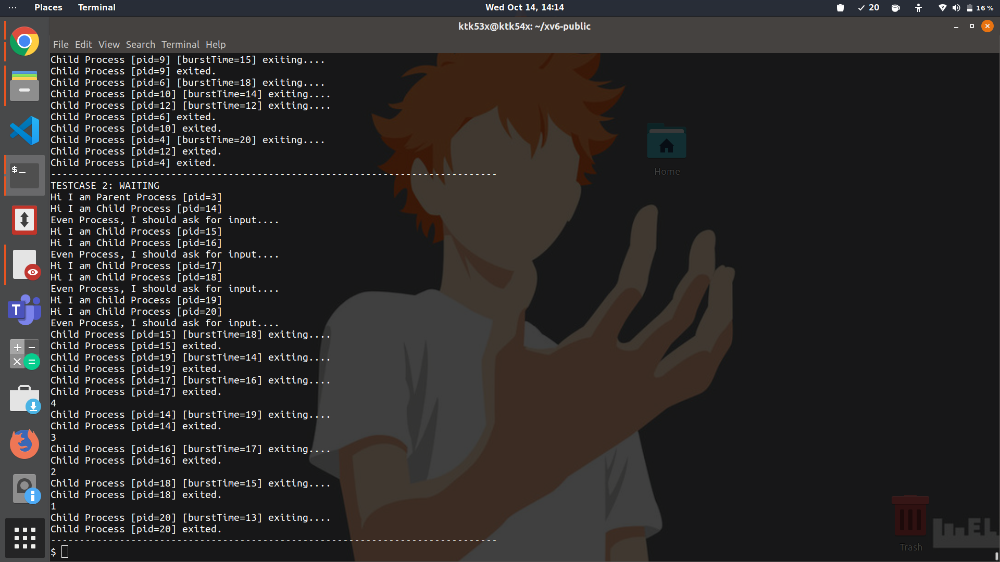 Places Terminal Wed Oct 14, 14:14 20 16 %
ktk53x@ktk54x: ~/xv6-public
File Edit View Search Terminal Help
Child Process [pid=9] [burstTime=15] exiting....
Child Process [pid=9] exited.
Child Process [pid=6] [burstTime=18] exiting....
Child Process [pid=10] [burstTime=14] exiting....
Child Process [pid=12] [burstTime=12] exiting....
Child Process [pid=6] exited.
Child Process [pid=10] exited.
Child Process [pid=4] [burstTime=20] exiting....
Child Process [pid=12] exited.
Child Process [pid=4] exited.
------------------------------------------------------------------------------
TESTCASE 2: WAITING
Hi I am Parent Process [pid=3]
Hi I am Child Process [pid=14]
Even Process, I should ask for input....
Hi I am Child Process [pid=15]
Hi I am Child Process [pid=16]
Even Process, I should ask for input....
Hi I am Child Process [pid=17]
Hi I am Child Process [pid=18]
Even Process, I should ask for input....
Hi I am Child Process [pid=19]
Hi I am Child Process [pid=20]
Even Process, I should ask for input....
Child Process [pid=15] [burstTime=18] exiting....
Child Process [pid=15] exited.
Child Process [pid=19] [burstTime=14] exiting....
Child Process [pid=19] exited.
Child Process [pid=17] [burstTime=16] exiting....
Child Process [pid=17] exited.
4
Child Process [pid=14] [burstTime=19] exiting....
Child Process [pid=14] exited.
3
Child Process [pid=16] [burstTime=17] exiting....
Child Process [pid=16] exited.
2
Child Process [pid=18] [burstTime=15] exiting....
Child Process [pid=18] exited.
1
Child Process [pid=20] [burstTime=13] exiting....
Child Process [pid=20] exited.
------------------------------------------------------------------------------
$
Home
Trash